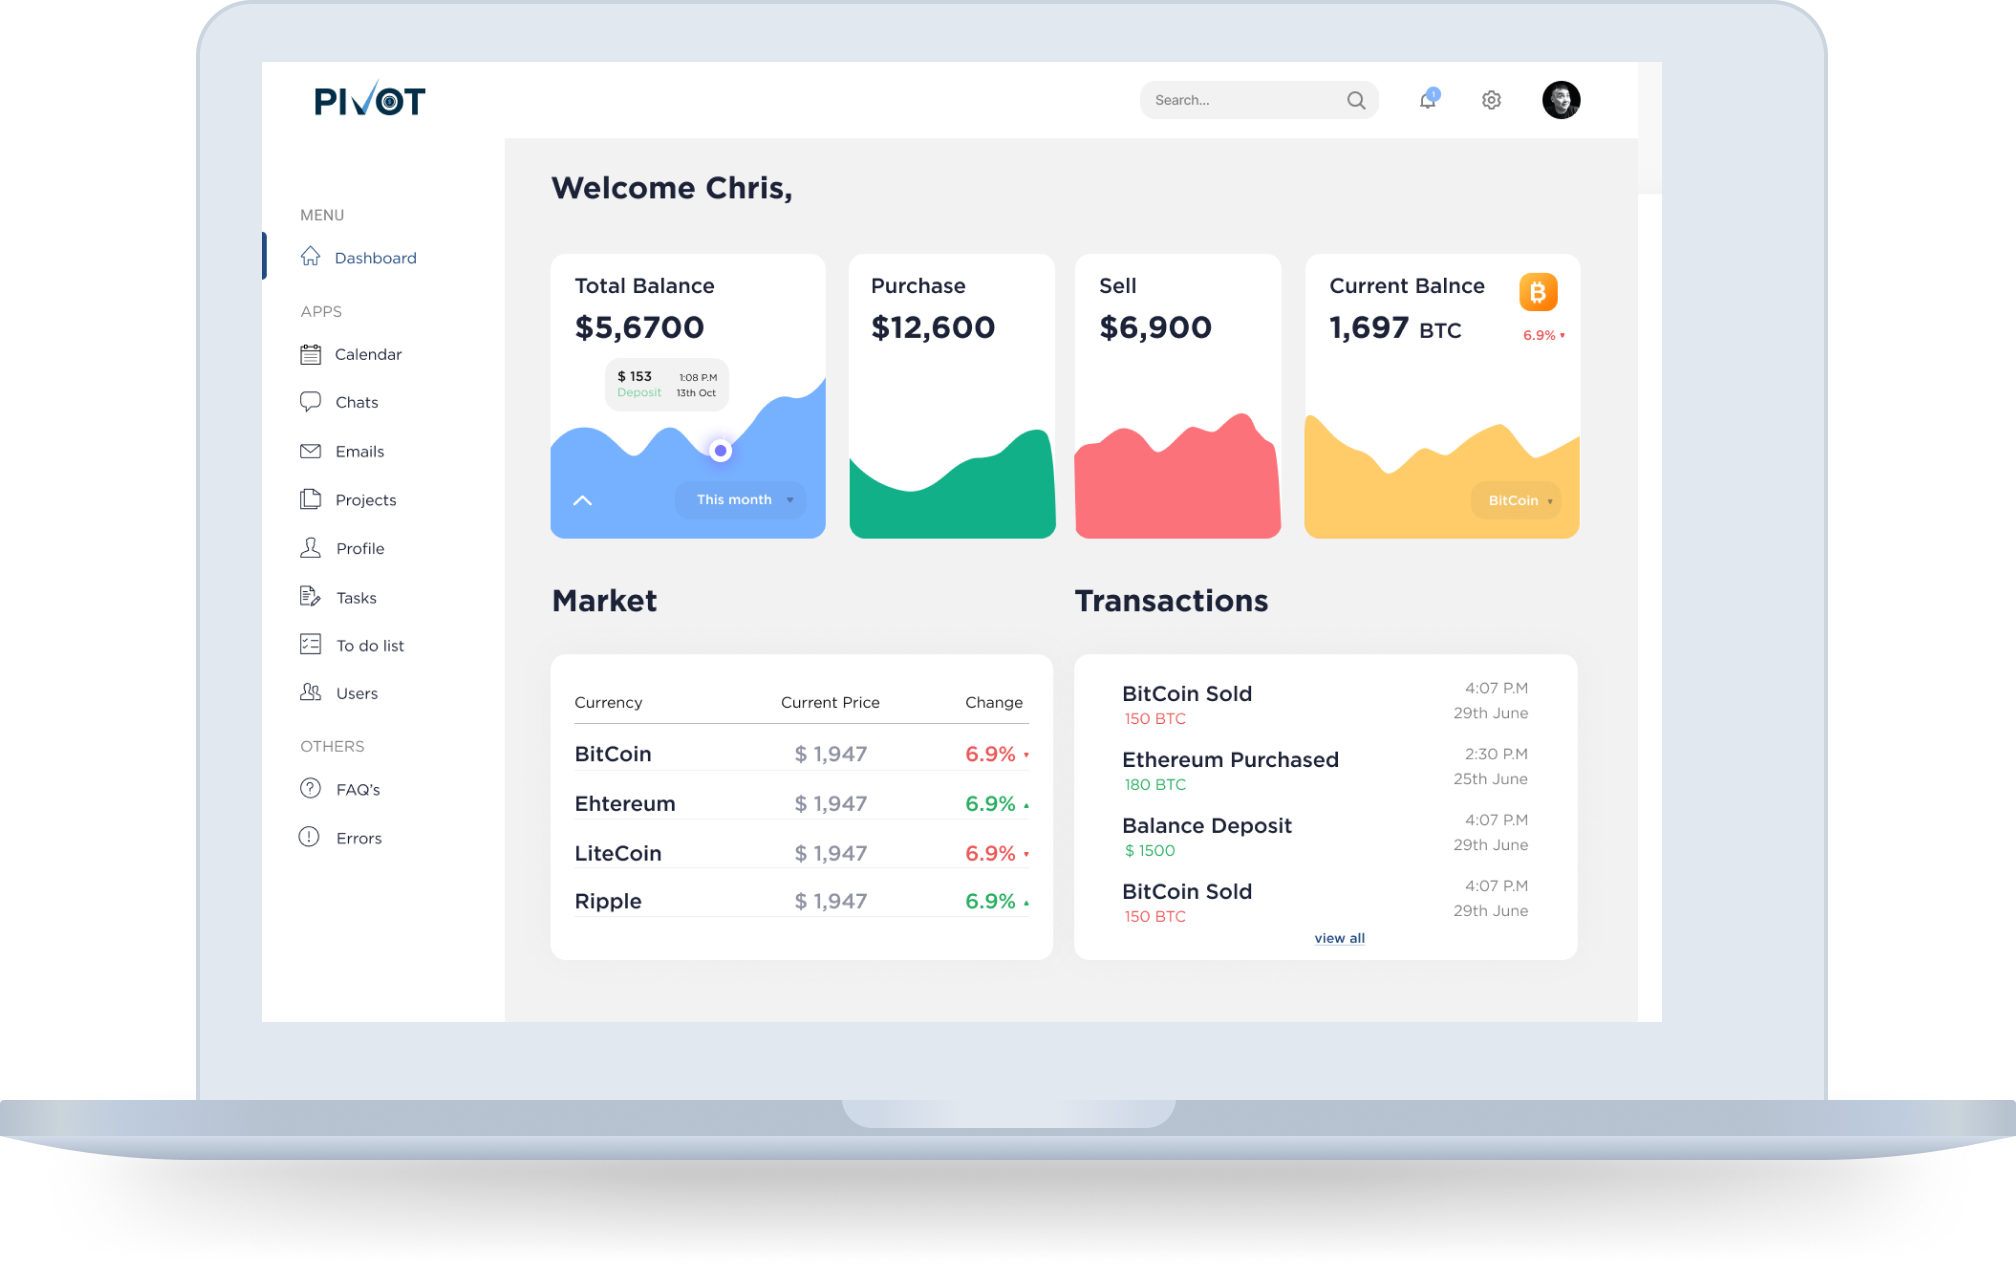 PIVOT
Search...
1
Welcome Chris,
MENU
Dashboard
APPS
Calendar
Chats
Emails
Projects
Profile
Tasks
To do list
Users
OTHERS
FAQ's
Errors
Total Balance
$5,6700
$ 153 1:08 P.M
Deposit 13th Oct
This month
Purchase
$12,600
Sell
$6,900
Current Balnce
1,697 BTC
6.9%
BitCoin
Market
Currency Current Price Change
BitCoin $ 1,947 6.9%
Ehtereum $ 1,947 6.9%
LiteCoin $ 1,947 6.9%
Ripple $ 1,947 6.9%
Transactions
BitCoin Sold 4:07 P.M
150 BTC 29th June
Ethereum Purchased 2:30 P.M
180 BTC 25th June
Balance Deposit 4:07 P.M
$ 1500 29th June
BitCoin Sold 4:07 P.M
150 BTC 29th June
view all